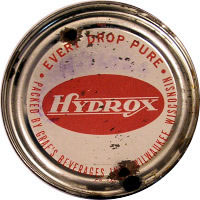 • EVERY DROP PURE •
HYDROX
PACKED BY GRAF'S BEVERAGES MILWAUKEE WISCONSIN